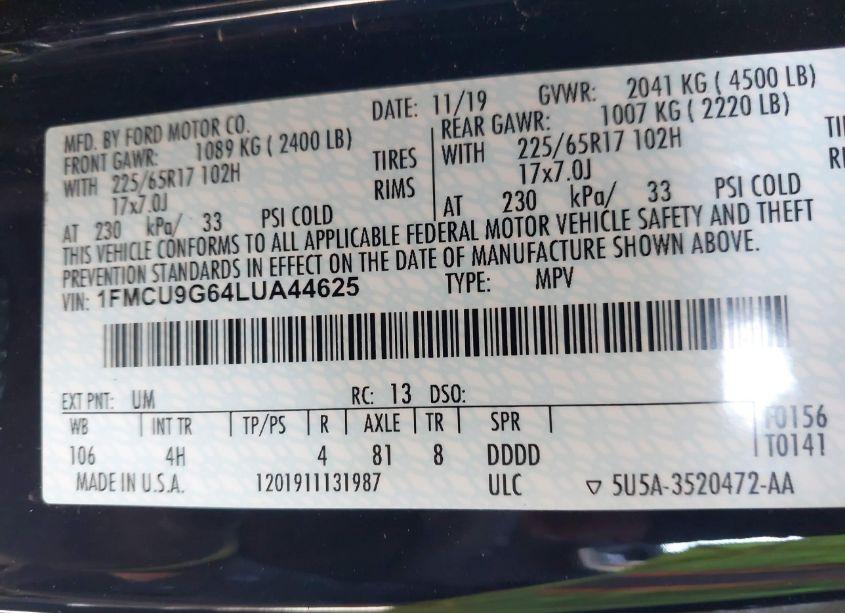 MFD. BY FORD MOTOR CO. DATE: 11/19 GVWR: 2041 KG ( 4500 LB)
FRONT GAWR: 1089 KG ( 2400 LB) REAR GAWR: 1007 KG ( 2220 LB)
WITH 225/65R17 102H TIRES WITH 225/65R17 102H
17x7.0J RIMS 17x7.0J
AT 230 kPa/ 33 PSI COLD AT 230 kPa/ 33 PSI COLD
THIS VEHICLE CONFORMS TO ALL APPLICABLE FEDERAL MOTOR VEHICLE SAFETY AND THEFT
PREVENTION STANDARDS IN EFFECT ON THE DATE OF MANUFACTURE SHOWN ABOVE.
VIN: 1FMCU9G64LUA44625 TYPE: MPV
EXT PNT: UM RC: 13 DSO:
WB INT TR TP/PS R AXLE TR SPR F0156
106 4H 4 81 8 DDDD T0141
MADE IN U.S.A. 1201911131987 ULC 5U5A-3520472-AA